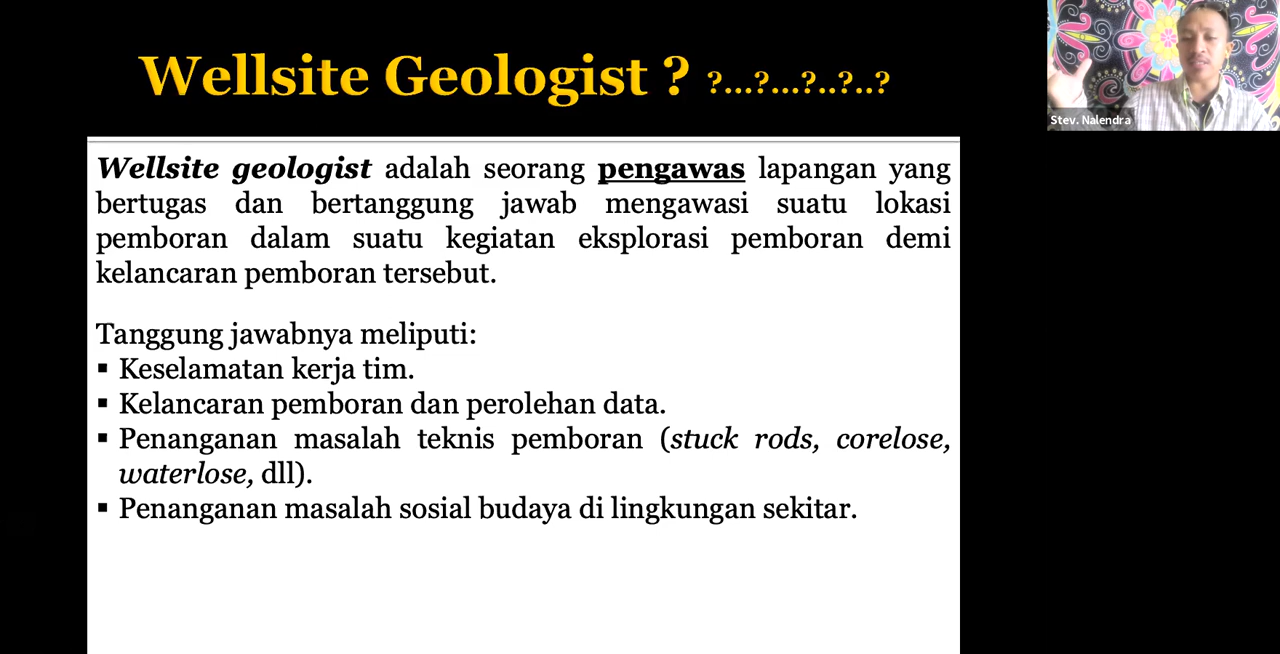 Wellsite Geologist ? ?...?...?..?..?
Stev. Nalendra
Wellsite geologist adalah seorang pengawas lapangan yang
bertugas dan bertanggung jawab mengawasi suatu lokasi
pemboran dalam suatu kegiatan eksplorasi pemboran demi
kelancaran pemboran tersebut.
Tanggung jawabnya meliputi:
▪ Keselamatan kerja tim.
▪ Kelancaran pemboran dan perolehan data.
▪ Penanganan masalah teknis pemboran (stuck rods, corelose,
waterlose, dll).
▪ Penanganan masalah sosial budaya di lingkungan sekitar.